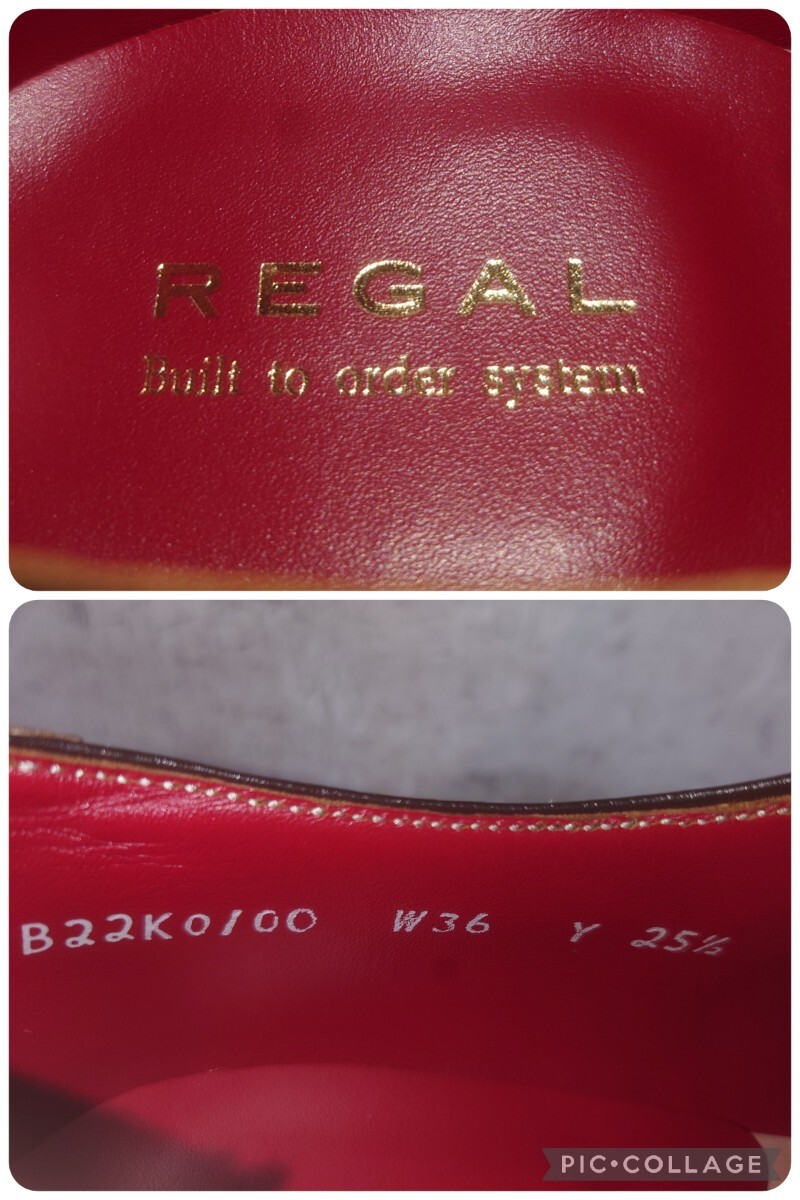 REGAL
Built to order system
B22K0100 W36 Y 25½
PIC•COLLAGE